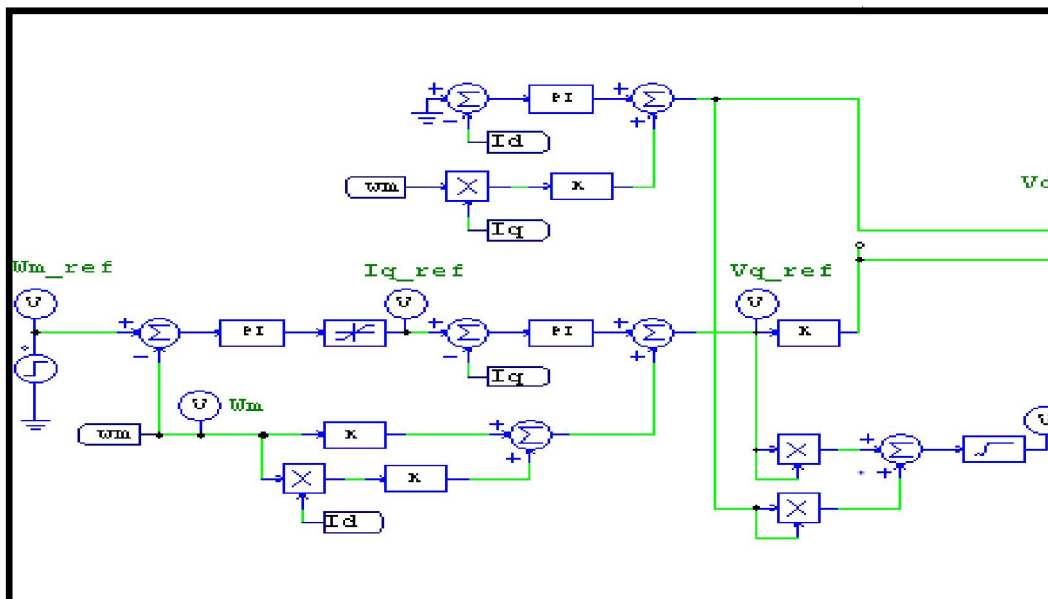 + Σ PI + Σ
− +
Id
Wm X K
Vd
Iq
Wm_ref Iq_ref Vq_ref
V V V
+ Σ PI + Σ PI + Σ K
− − +
Iq
V Wm
V
Wm K + Σ
+ X + Σ
X K +
Id X